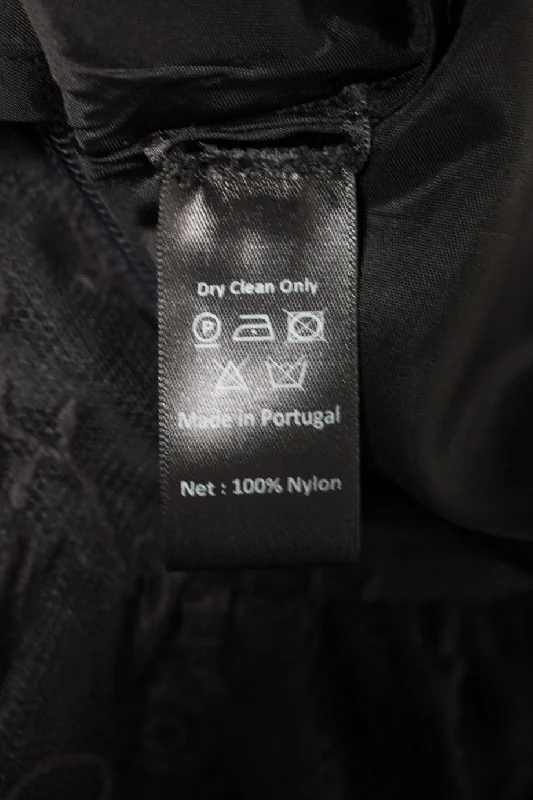 Dry Clean Only
P
Made in Portugal
Net : 100% Nylon